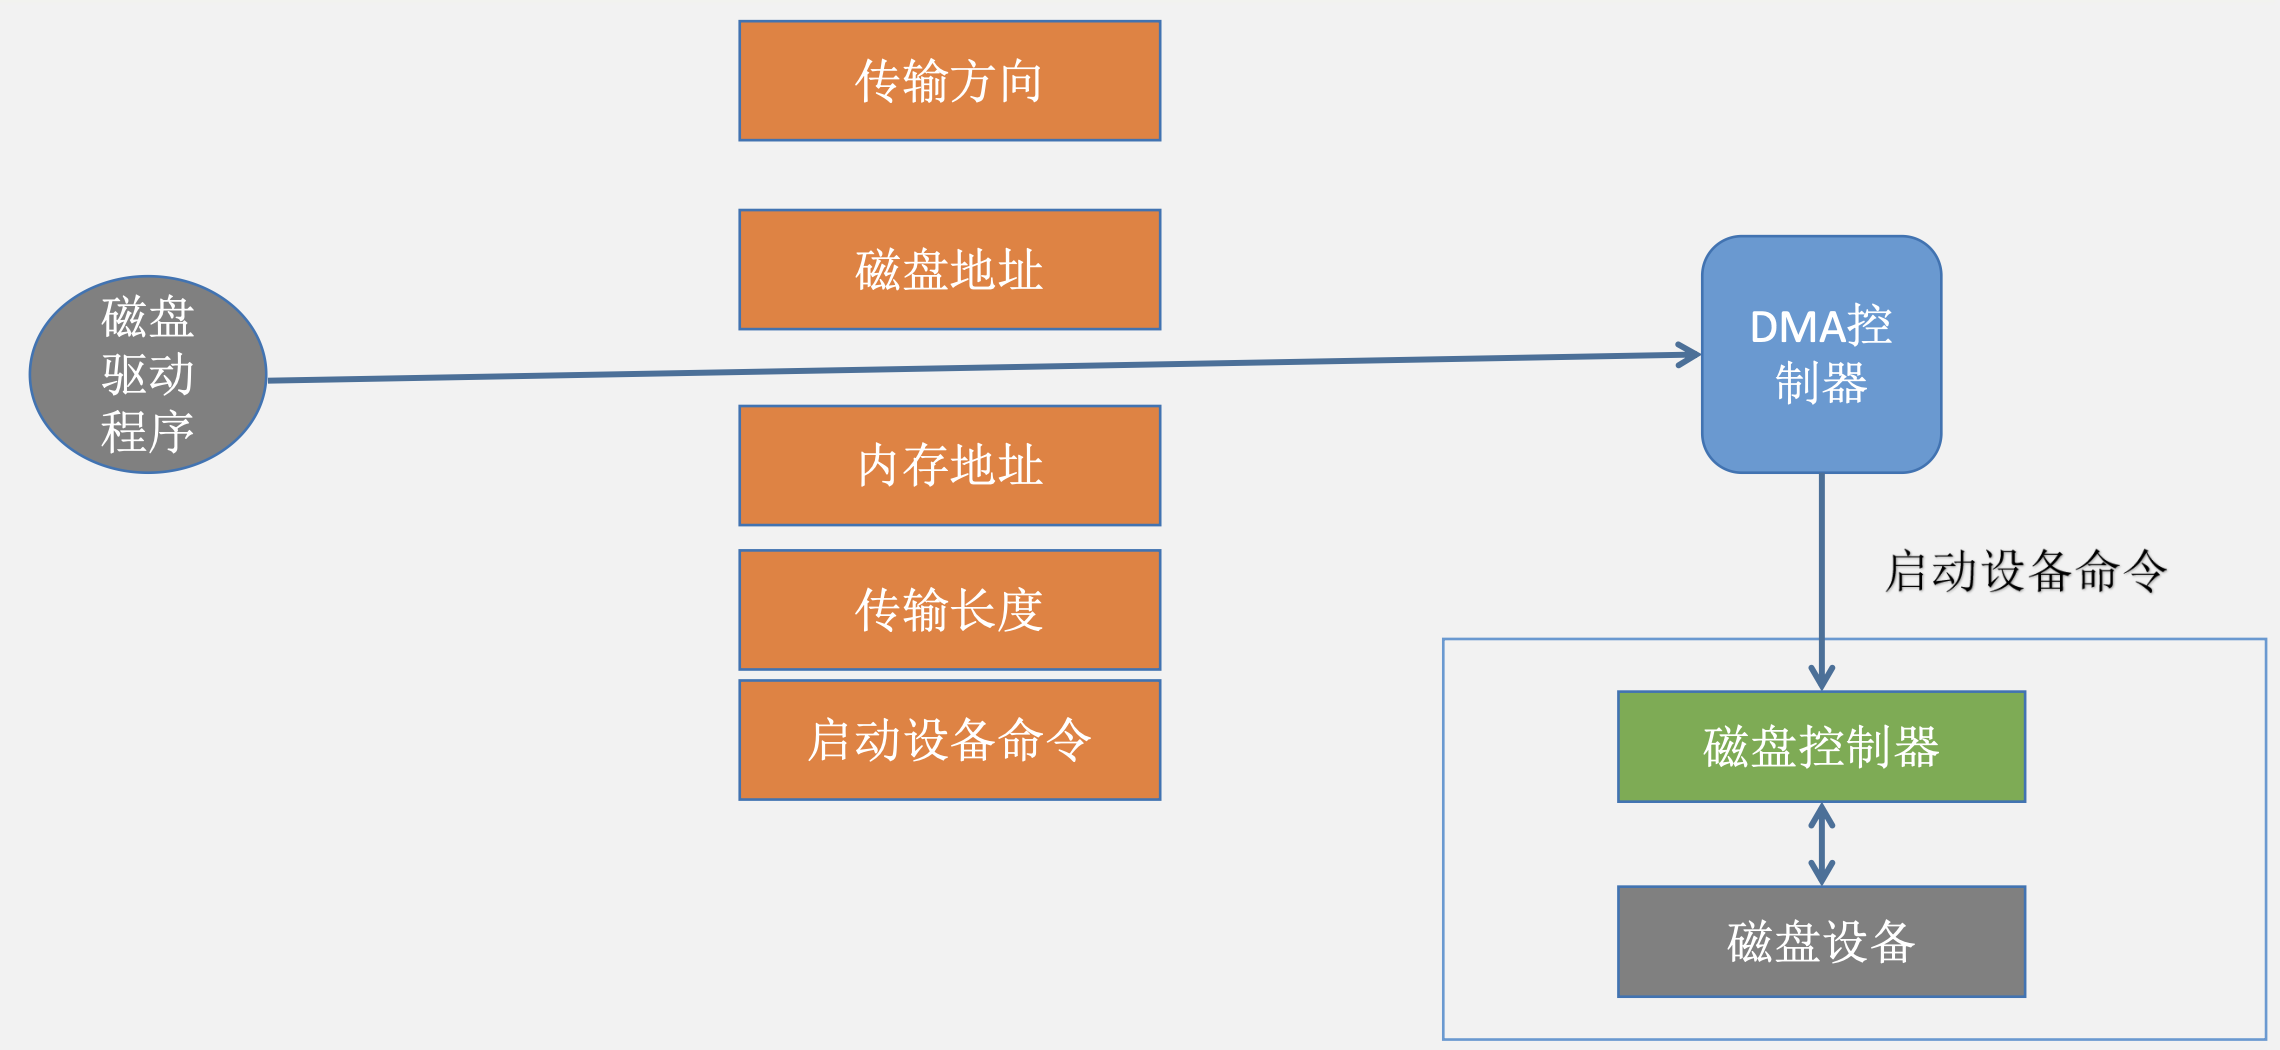 传输方向
磁盘地址
磁盘
驱动
程序
DMA控
制器
内存地址
启动设备命令
传输长度
启动设备命令
磁盘控制器
磁盘设备